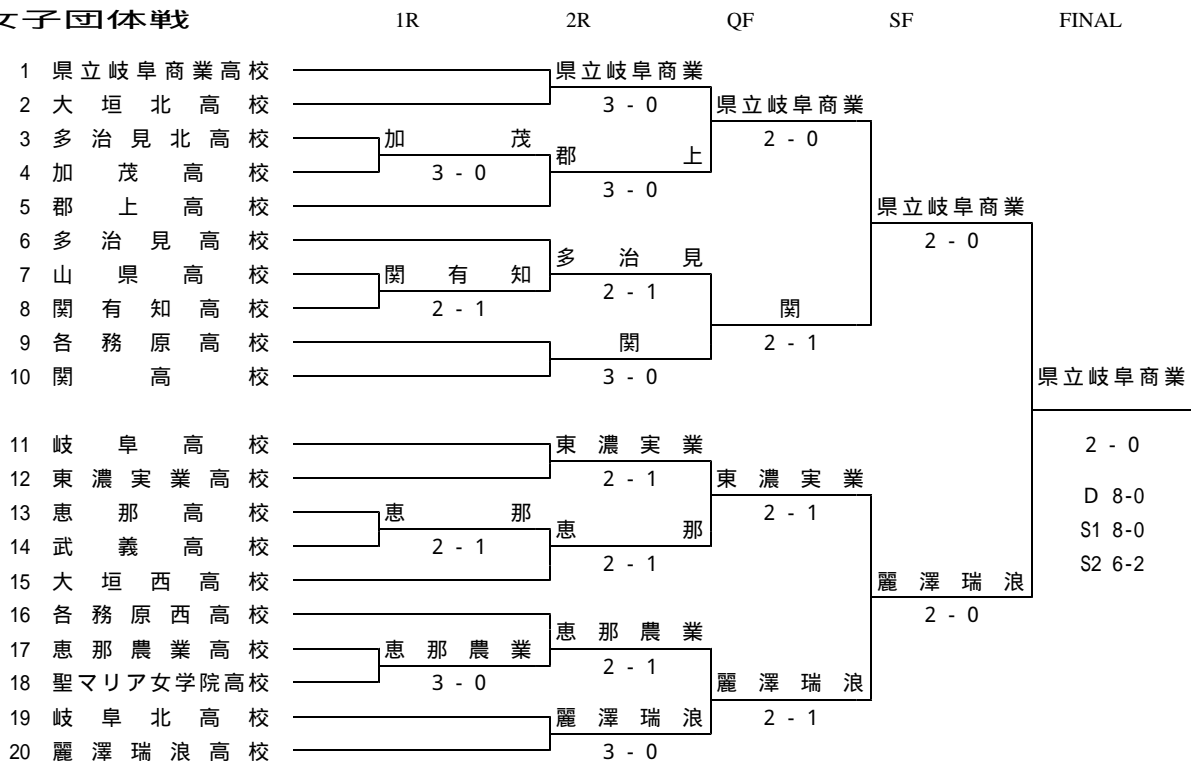 女子団体戦 1R 2R QF SF FINAL
1 県立岐阜商業高校 県立岐阜商業
2 大垣北高校 3 - 0 県立岐阜商業
3 多治見北高校 加茂 2 - 0
4 加茂高校 3 - 0 郡上
5 郡上高校 3 - 0 県立岐阜商業
6 多治見高校 2 - 0
7 山県高校 関有知 多治見
8 関有知高校 2 - 1 2 - 1 関
9 各務原高校 関 2 - 1
10 関高校 3 - 0 県立岐阜商業
11 岐阜高校 東濃実業 2 - 0
12 東濃実業高校 2 - 1 東濃実業 D 8-0
13 恵那高校 恵那 2 - 1 S1 8-0
14 武義高校 2 - 1 恵那 S2 6-2
15 大垣西高校 2 - 1 麗澤瑞浪
16 各務原西高校 2 - 0
17 恵那農業高校 恵那農業 恵那農業
18 聖マリア女学院高校 3 - 0 2 - 1 麗澤瑞浪
19 岐阜北高校 麗澤瑞浪 2 - 1
20 麗澤瑞浪高校 3 - 0